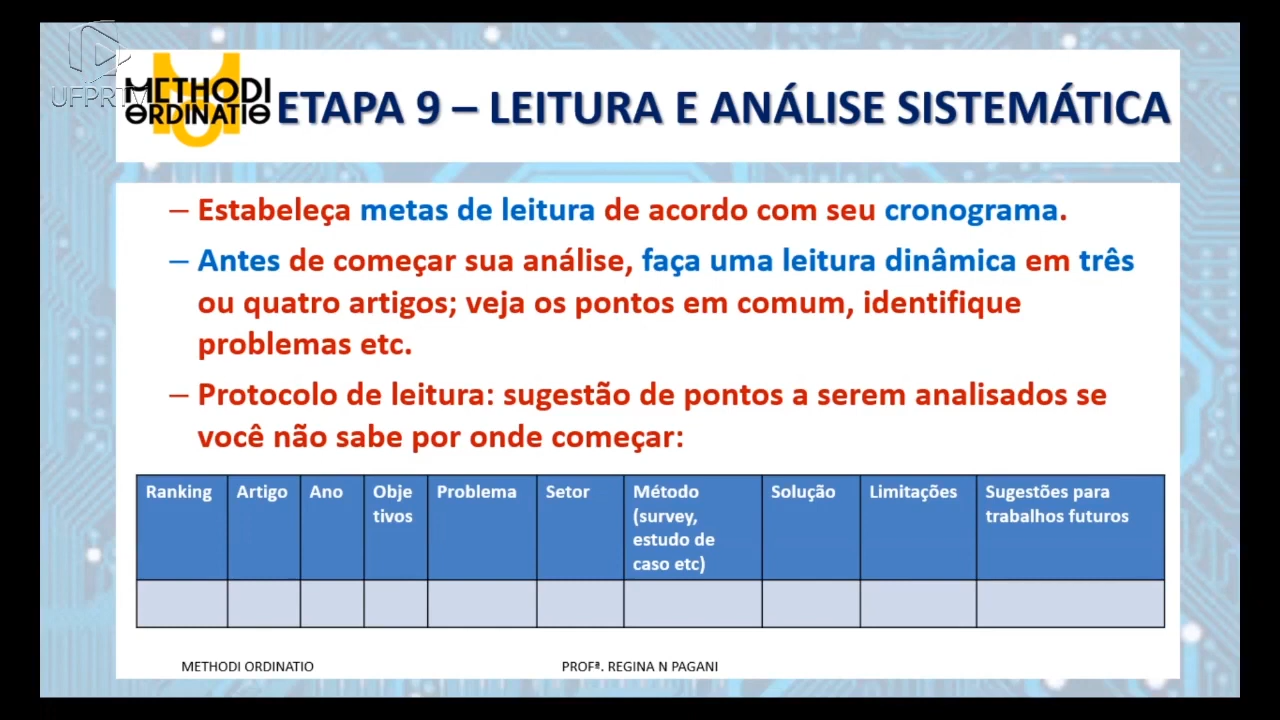 UFPRTV
METHODI
ORDINATIO
ETAPA 9 – LEITURA E ANÁLISE SISTEMÁTICA
– Estabeleça metas de leitura de acordo com seu cronograma.
– Antes de começar sua análise, faça uma leitura dinâmica em três
ou quatro artigos; veja os pontos em comum, identifique
problemas etc.
– Protocolo de leitura: sugestão de pontos a serem analisados se
você não sabe por onde começar:
Ranking Artigo Ano Obje Problema Setor Método Solução Limitações Sugestões para
tivos (survey, trabalhos futuros
estudo de
caso etc)
METHODI ORDINATIO PROFª. REGINA N PAGANI